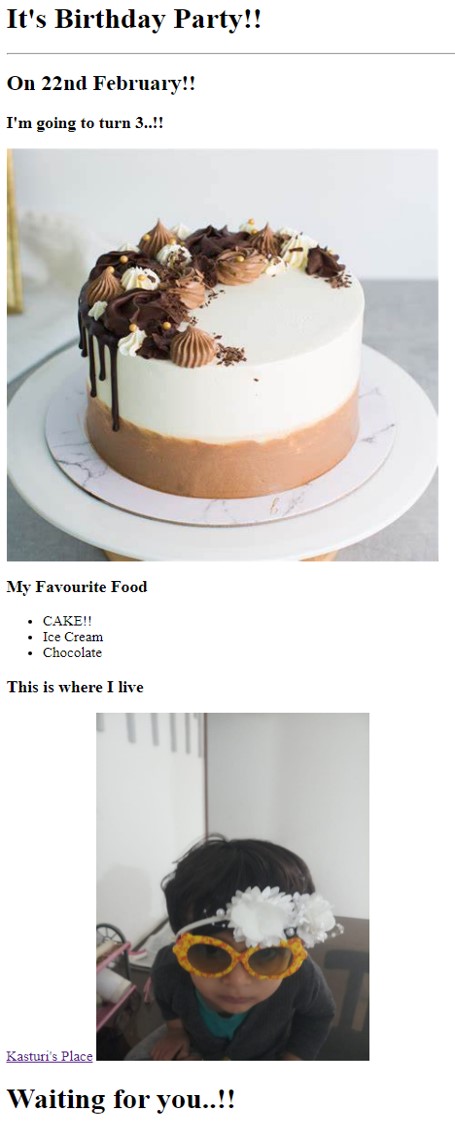 It's Birthday Party!!
On 22nd February!!
I'm going to turn 3..!!
My Favourite Food
CAKE!!
Ice Cream
Chocolate
This is where I live
Kasturi's Place
Waiting for you..!!